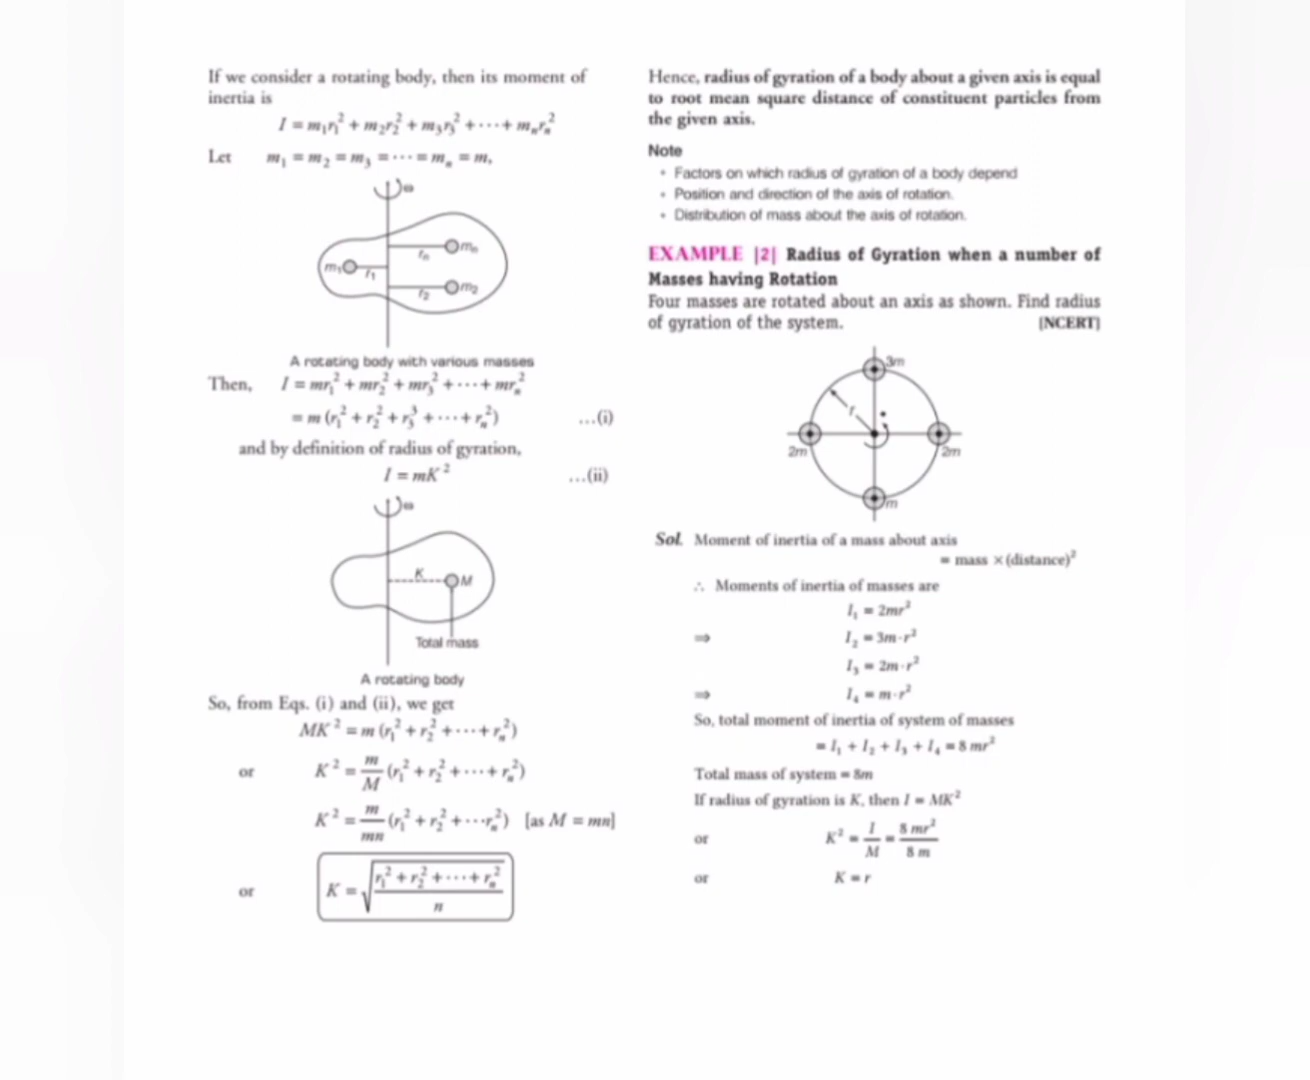 If we consider a rotating body, then its moment of
inertia is
I = m₁r₁² + m₂r₂² + m₃r₃² + ··· + mₙrₙ²
Let m₁ = m₂ = m₃ = ··· = mₙ = m,
ω
mₙ
rₙ
m₁
r₁
m₂
r₂
A rotating body with various masses
Then, I = mr₁² + mr₂² + mr₃² + ··· + mrₙ²
= m (r₁² + r₂² + r₃³ + ··· + rₙ²) ...(i)
and by definition of radius of gyration,
I = mK² ...(ii)
ω
K
M
Total mass
A rotating body
So, from Eqs. (i) and (ii), we get
MK² = m (r₁² + r₂² + ··· + rₙ²)
or K² = m/M (r₁² + r₂² + ··· + rₙ²)
K² = m/mn (r₁² + r₂² + ···rₙ²) [as M = mn]
or K = √((r₁² + r₂² + ··· + rₙ²)/n)
Hence, radius of gyration of a body about a given axis is equal
to root mean square distance of constituent particles from
the given axis.
Note
• Factors on which radius of gyration of a body depend
• Position and direction of the axis of rotation.
• Distribution of mass about the axis of rotation.
EXAMPLE |2| Radius of Gyration when a number of
Masses having Rotation
Four masses are rotated about an axis as shown. Find radius
of gyration of the system. [NCERT]
3m
r
2m
2m
m
Sol. Moment of inertia of a mass about axis
= mass × (distance)²
∴ Moments of inertia of masses are
I₁ = 2mr²
⇒ I₂ = 3m·r²
I₃ = 2m·r²
⇒ I₄ = m·r²
So, total moment of inertia of system of masses
= I₁ + I₂ + I₃ + I₄ = 8 mr²
Total mass of system = 8m
If radius of gyration is K, then I = MK²
or K² = I/M = 8 mr²/8 m
or K = r